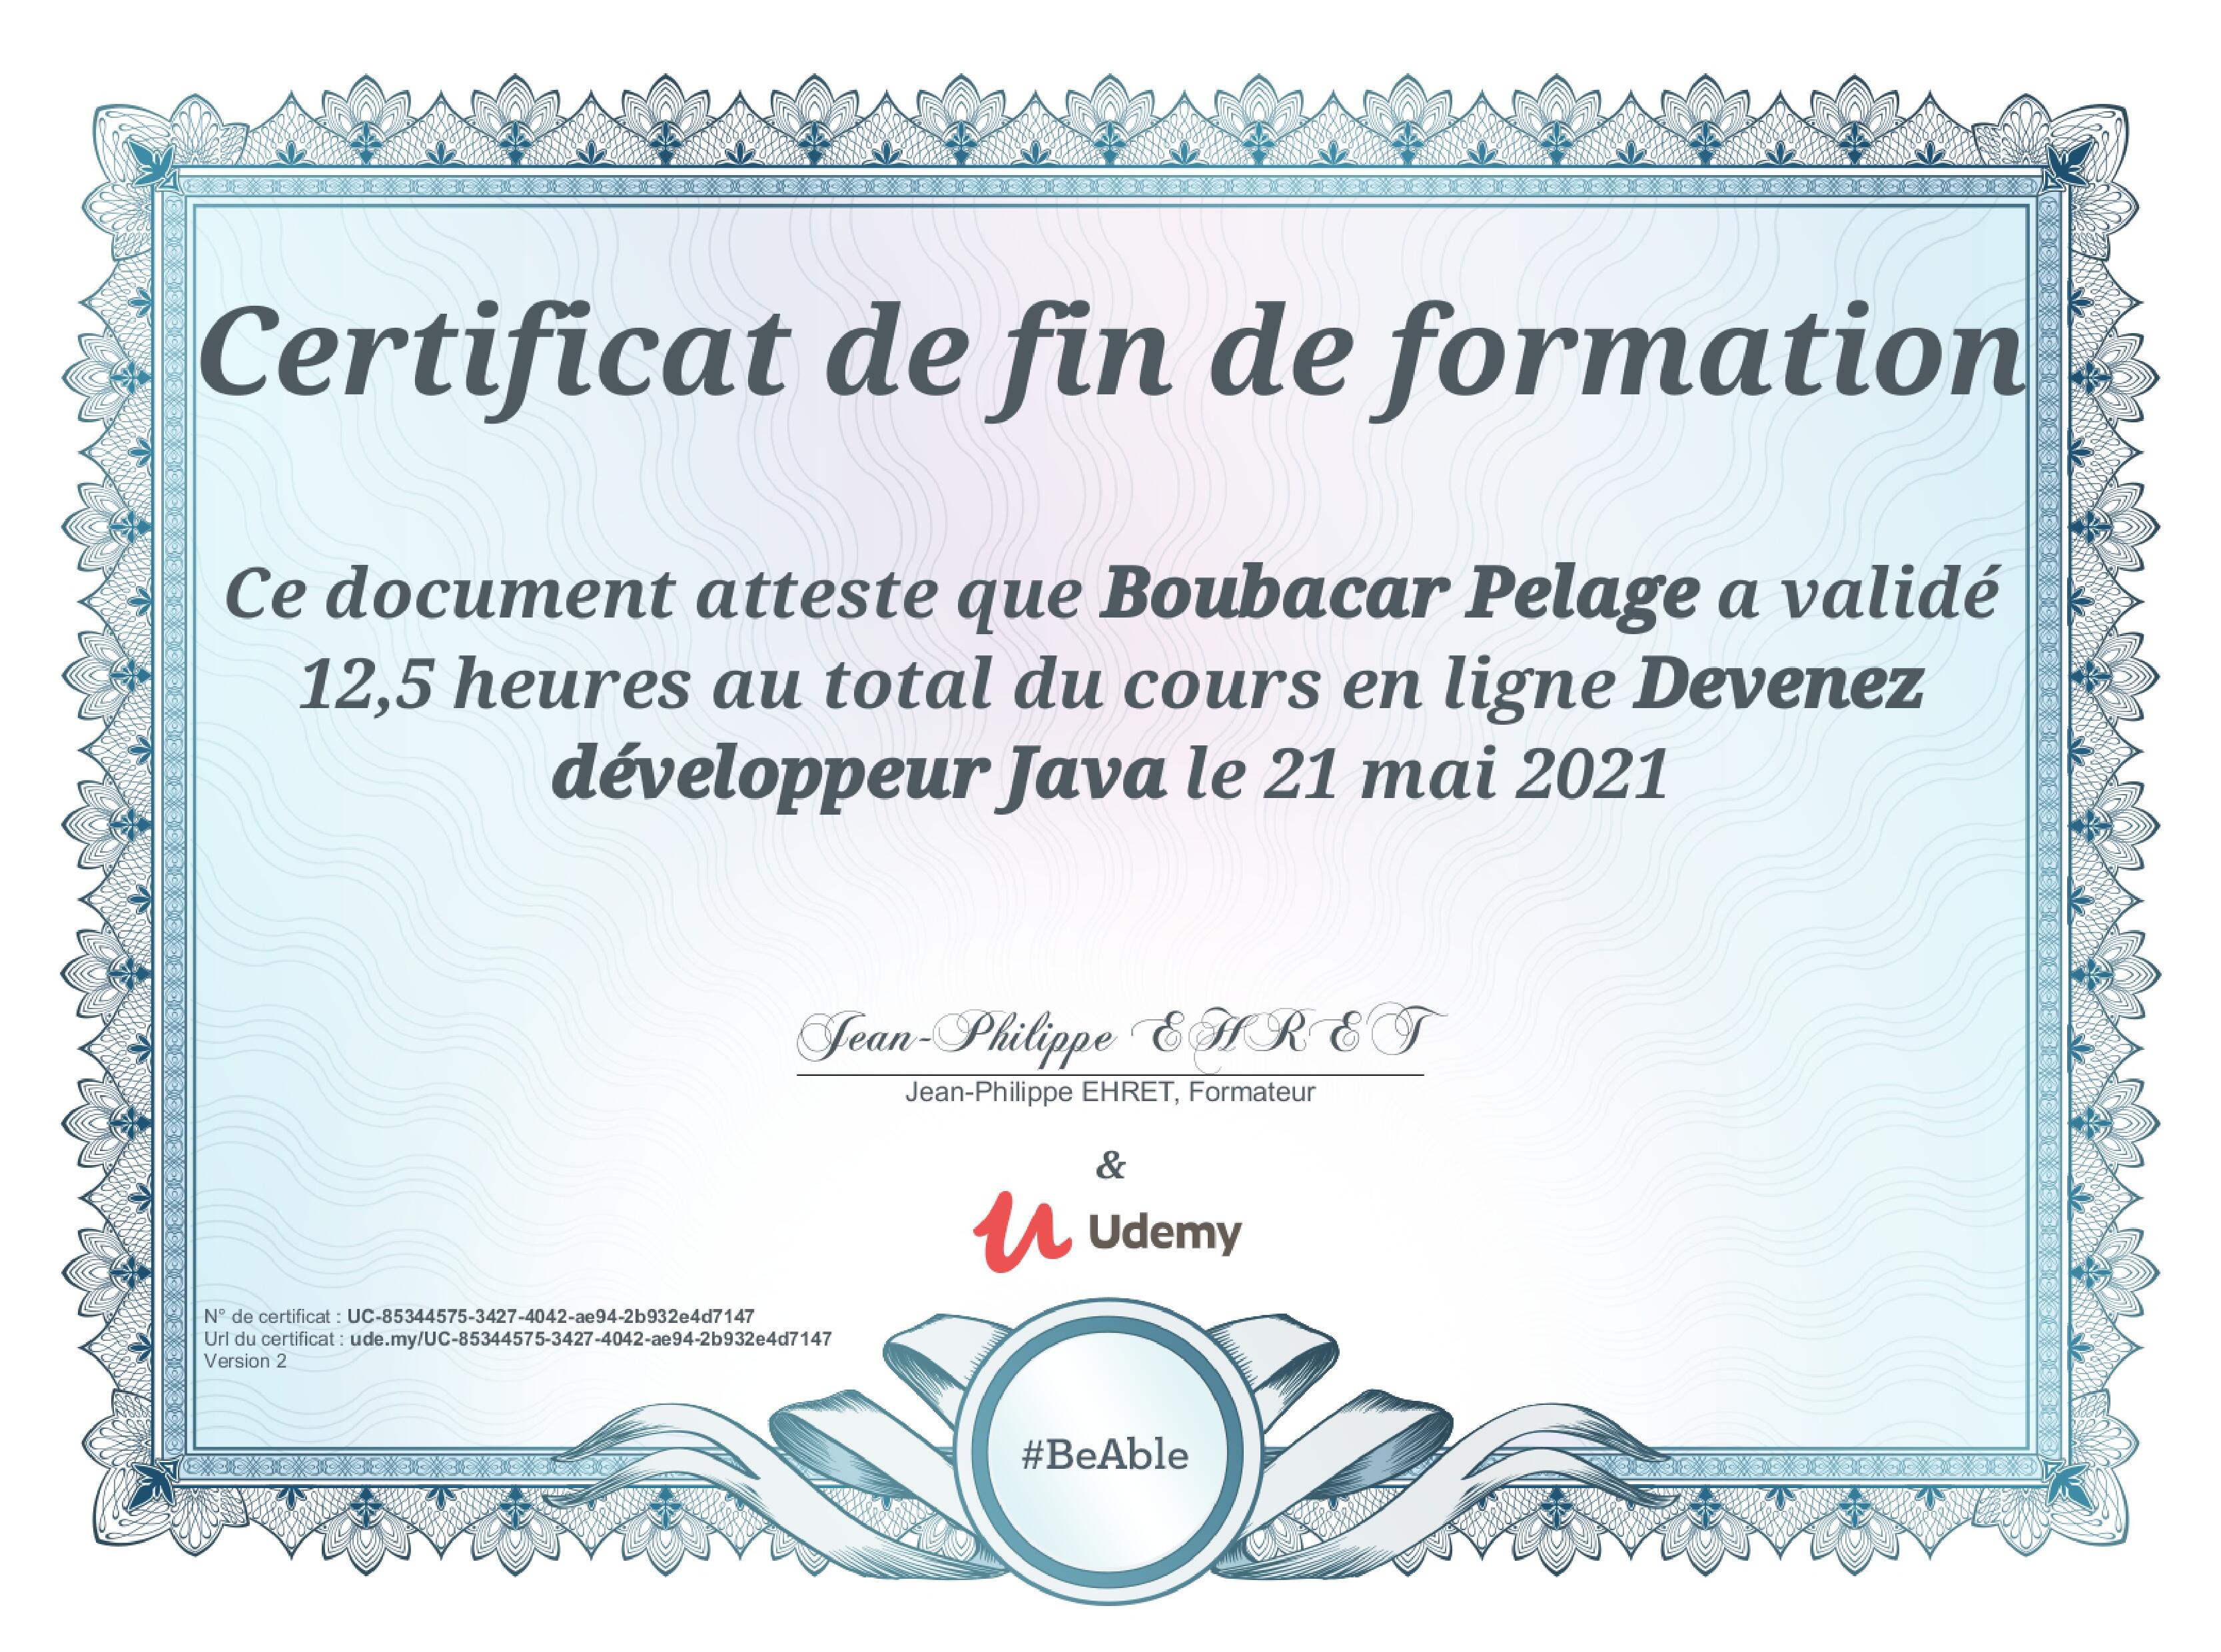 Certificat de fin de formation
Ce document atteste que Boubacar Pelage a validé
12,5 heures au total du cours en ligne Devenez
développeur Java le 21 mai 2021
Jean-Philippe EHRET
Jean-Philippe EHRET, Formateur
&
Udemy
N° de certificat : UC-85344575-3427-4042-ae94-2b932e4d7147
Url du certificat : ude.my/UC-85344575-3427-4042-ae94-2b932e4d7147
Version 2
#BeAble